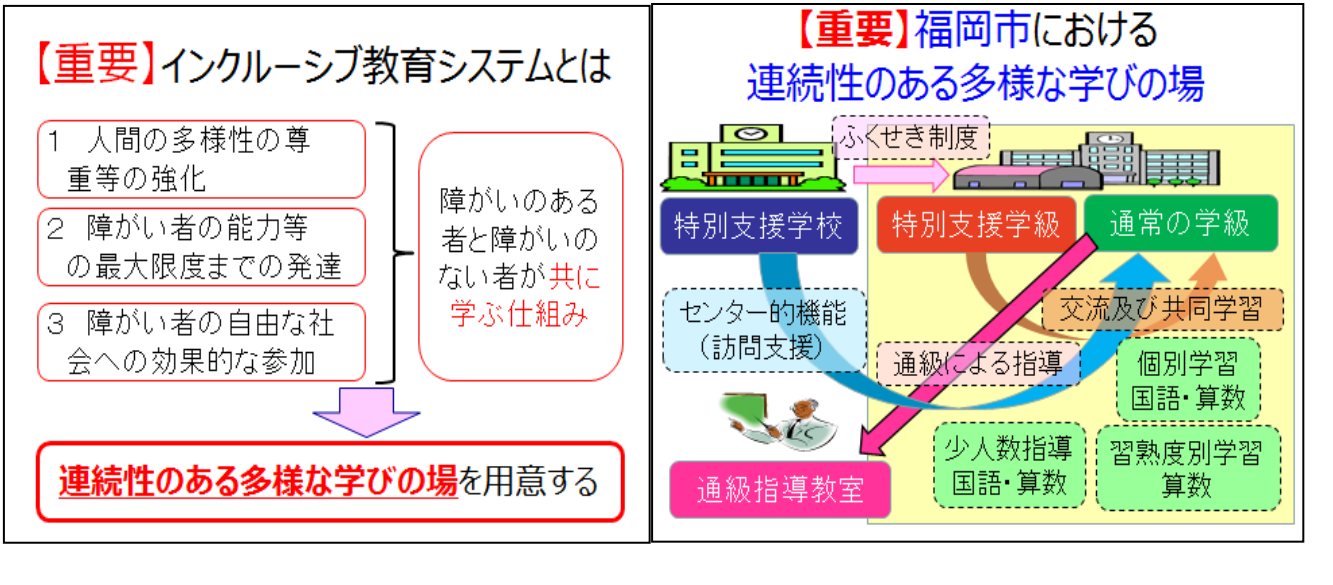 【重要】インクルーシブ教育システムとは
1 人間の多様性の尊
重等の強化
2 障がい者の能力等
の最大限度までの発達
3 障がい者の自由な社
会への効果的な参加
障がいのある
者と障がいの
ない者が共に
学ぶ仕組み
連続性のある多様な学びの場を用意する
【重要】福岡市における
連続性のある多様な学びの場
ふくせき制度
特別支援学校
特別支援学級
通常の学級
センター的機能
（訪問支援）
交流及び共同学習
通級による指導
個別学習
国語・算数
少人数指導
国語・算数
習熟度別学習
算数
通級指導教室